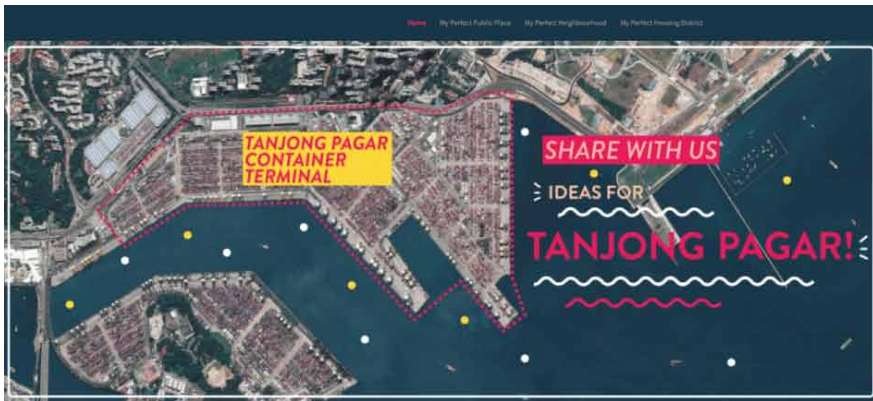 Home My Perfect Public Place My Perfect Neighbourhood My Perfect Housing District
TANJONG PAGAR
CONTAINER
TERMINAL
SHARE WITH US
IDEAS FOR
TANJONG PAGAR!